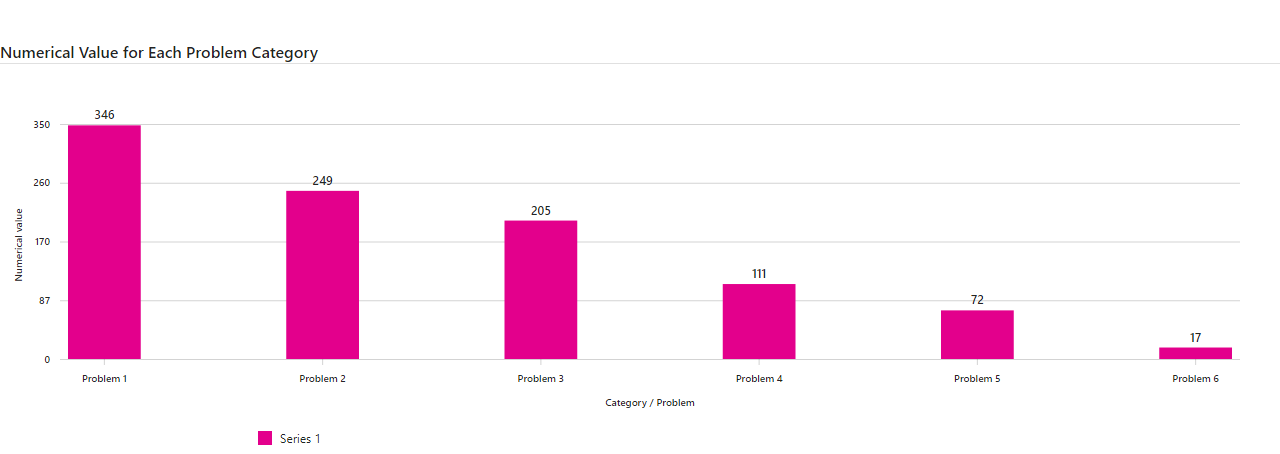 Numerical Value for Each Problem Category
346
350
249
260
205
170
Numerical value
111
87
72
17
0
Problem 1 Problem 2 Problem 3 Problem 4 Problem 5 Problem 6
Category / Problem
Series 1